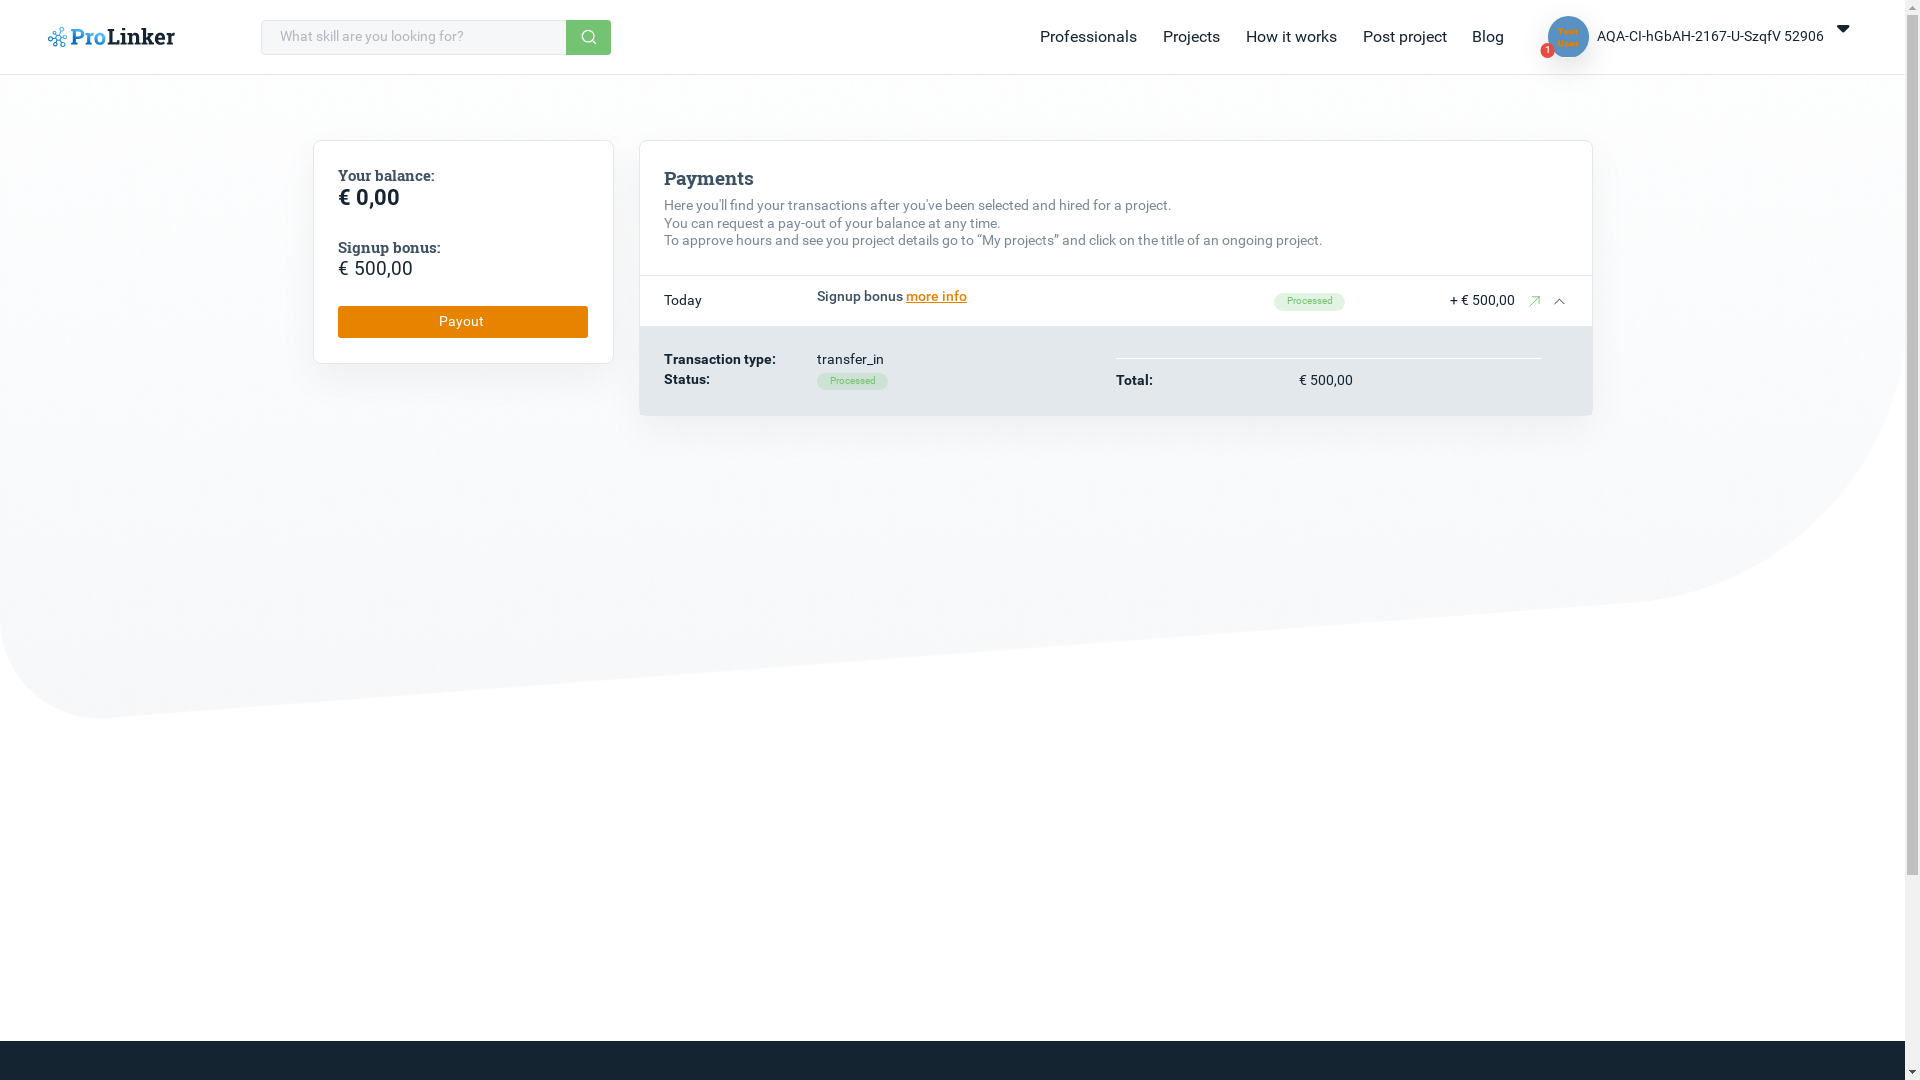 ProLinker
What skill are you looking for?
Professionals
Projects
How it works
Post project
Blog
Test
User
1
AQA-CI-hGbAH-2167-U-SzqfV 52906
Your balance:
€ 0,00
Signup bonus:
€ 500,00
Payout
Payments
Here you'll find your transactions after you've been selected and hired for a project.
You can request a pay-out of your balance at any time.
To approve hours and see you project details go to “My projects” and click on the title of an ongoing project.
Today
Signup bonus more info
Processed
+ € 500,00
Transaction type: transfer_in
Status: Processed
Total: € 500,00